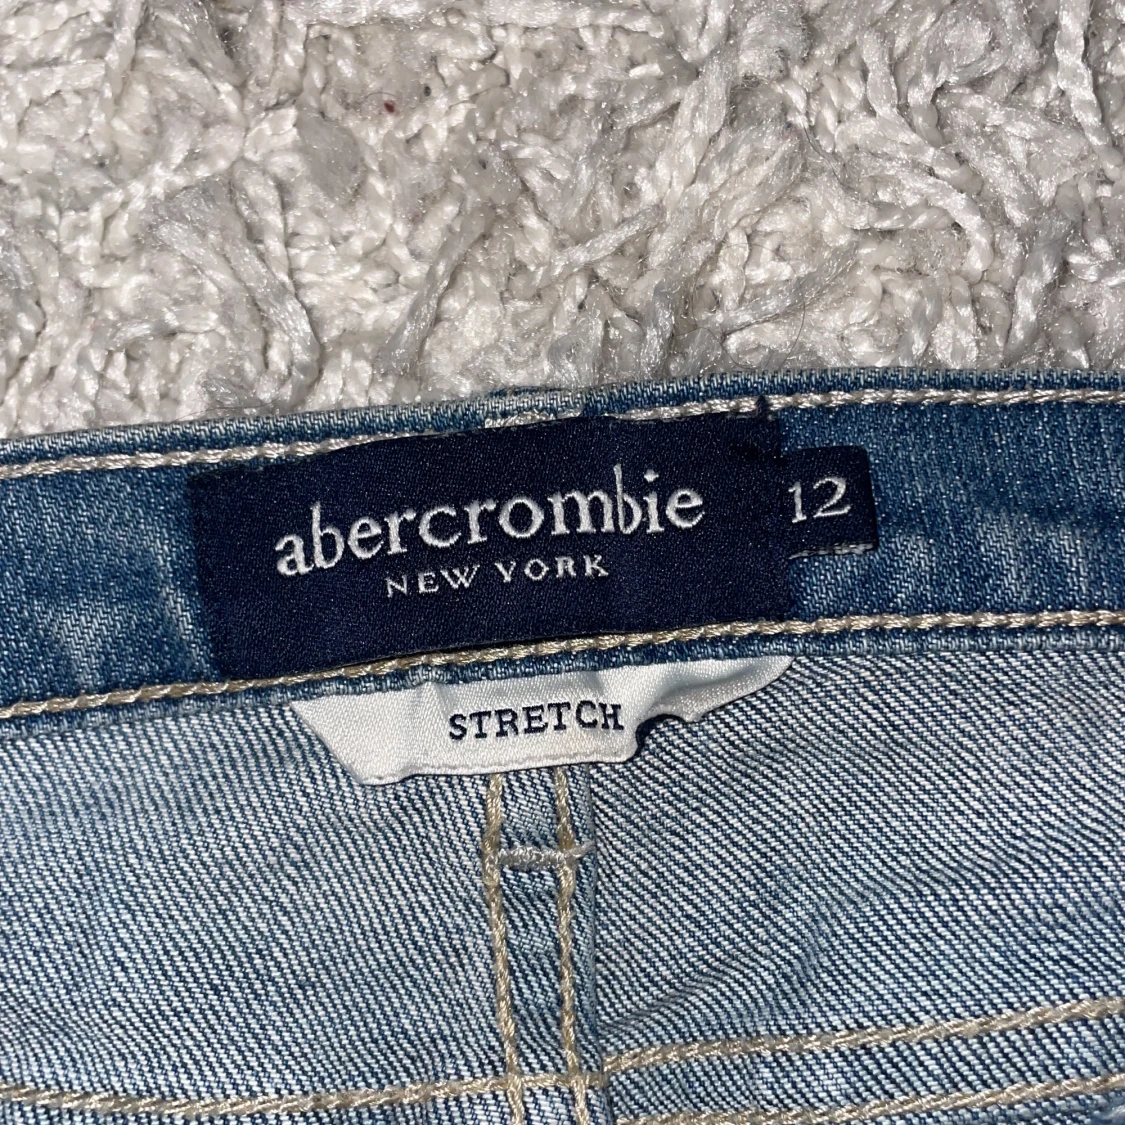 abercrombie
NEW YORK
12
STRETCH